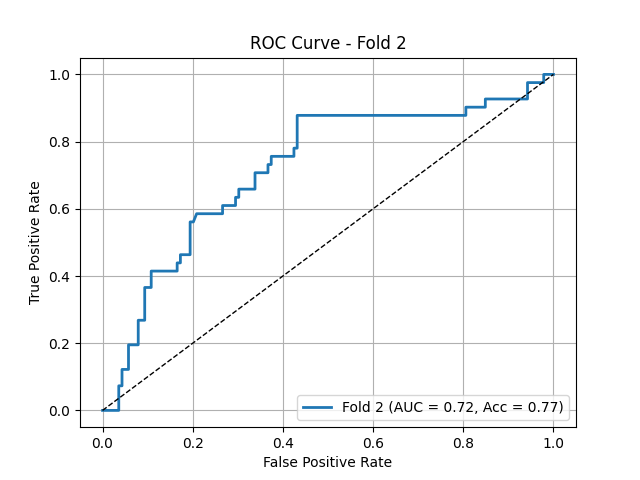 ROC Curve - Fold 2
True Positive Rate
1.0
0.8
0.6
0.4
0.2
0.0
Fold 2 (AUC = 0.72, Acc = 0.77)
0.0 0.2 0.4 0.6 0.8 1.0
False Positive Rate